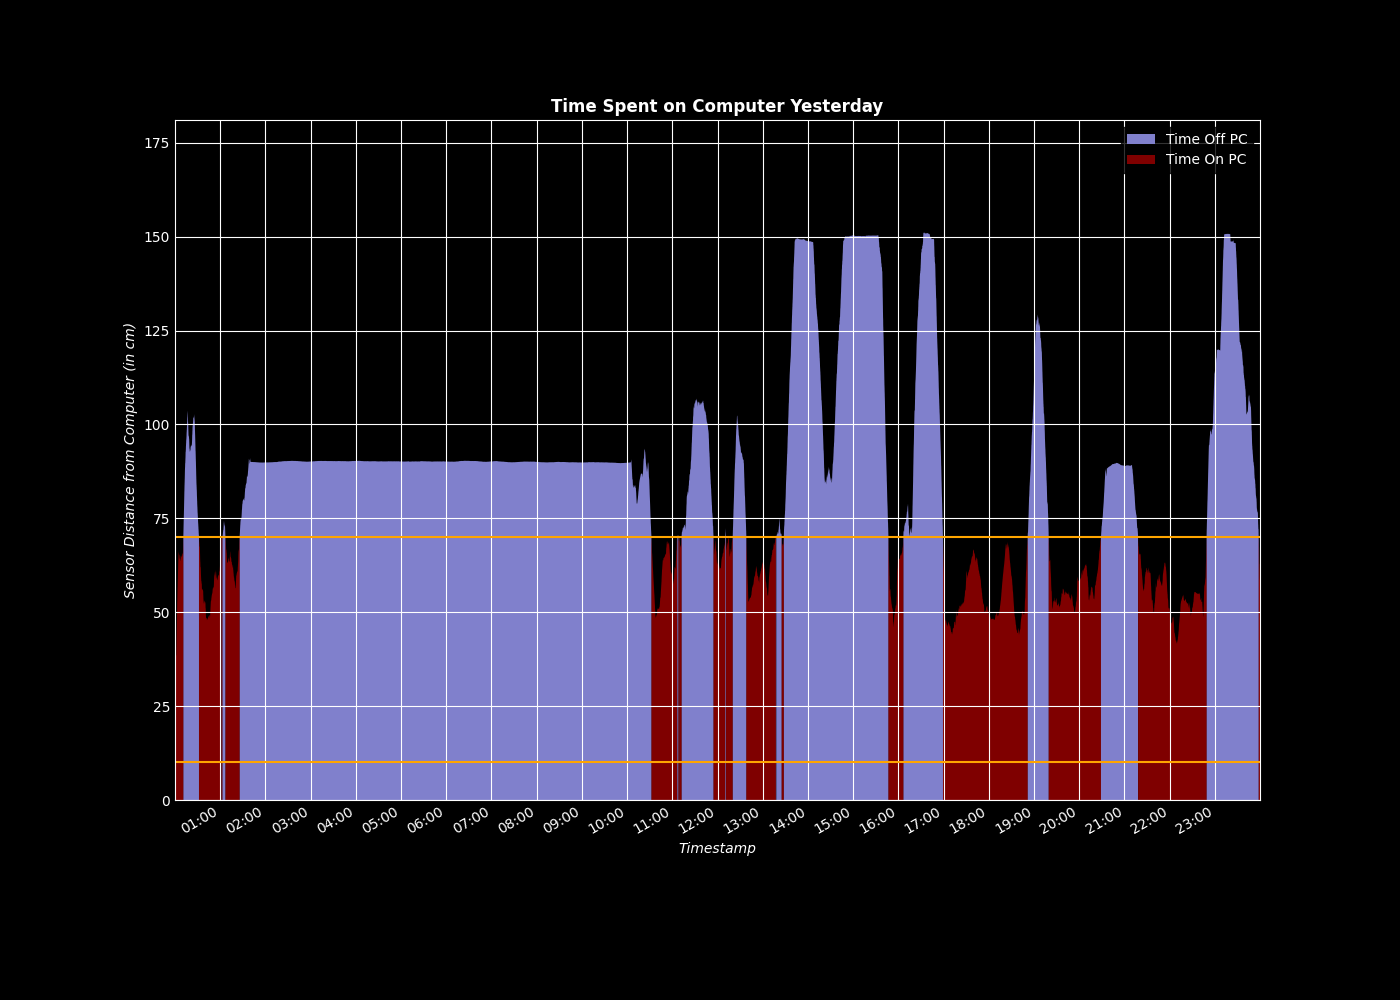 Time Spent on Computer Yesterday
Time Off PC
Time On PC
175
150
125
100
75
50
25
0
Sensor Distance from Computer (in cm)
01:00 02:00 03:00 04:00 05:00 06:00 07:00 08:00 09:00 10:00 11:00 12:00 13:00 14:00 15:00 16:00 17:00 18:00 19:00 20:00 21:00 22:00 23:00
Timestamp